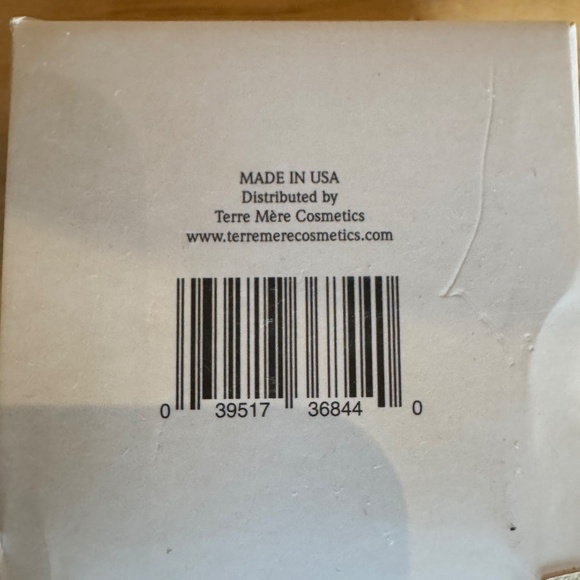 MADE IN USA
Distributed by
Terre Mère Cosmetics
www.terremerecosmetics.com
0 39517 36844 0